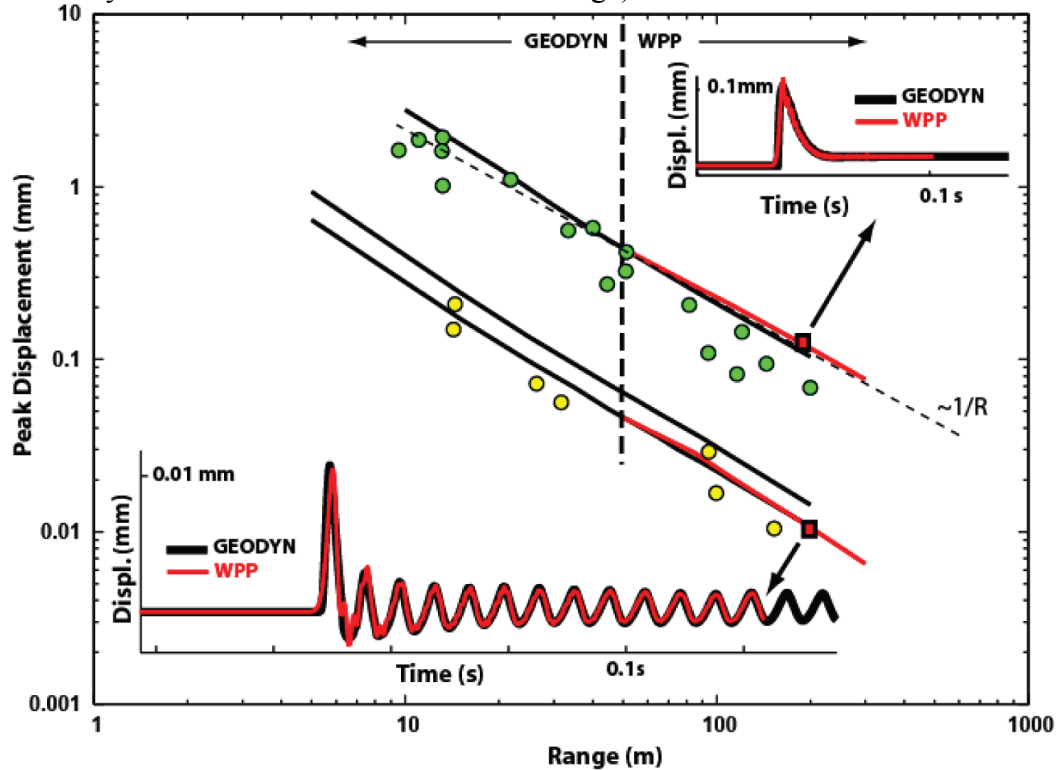 10
GEODYN WPP
0.1mm
GEODYN
WPP
Displ. (mm)
Time (s)
0.1 s
1
Peak Displacement (mm)
0.1
~1/R
0.01 mm
GEODYN
WPP
Displ. (mm)
Time (s)
0.1s
0.01
0.001
1 10 100 1000
Range (m)